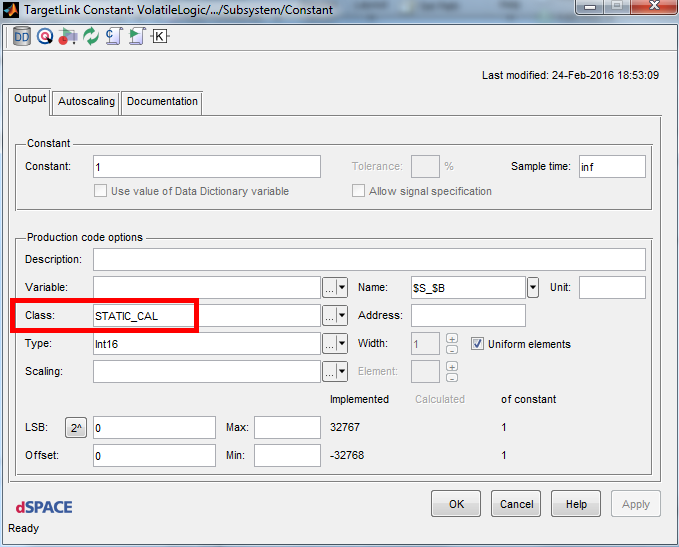 TargetLink Constant: VolatileLogic/.../Subsystem/Constant
DD
Last modified: 24-Feb-2016 18:53:09
Output Autoscaling Documentation
Constant
Constant: 1 Tolerance: % Sample time: inf
Use value of Data Dictionary variable Allow signal specification
Production code options
Description:
Variable: ... Name: $S_$B Unit:
Class: STATIC_CAL ... Address:
Type: Int16 ... Width: 1 Uniform elements
Scaling: ... Element:
Implemented Calculated of constant
LSB: 2^ 0 Max: 32767 1
Offset: 0 Min: -32768 1
dSPACE OK Cancel Help Apply
Ready